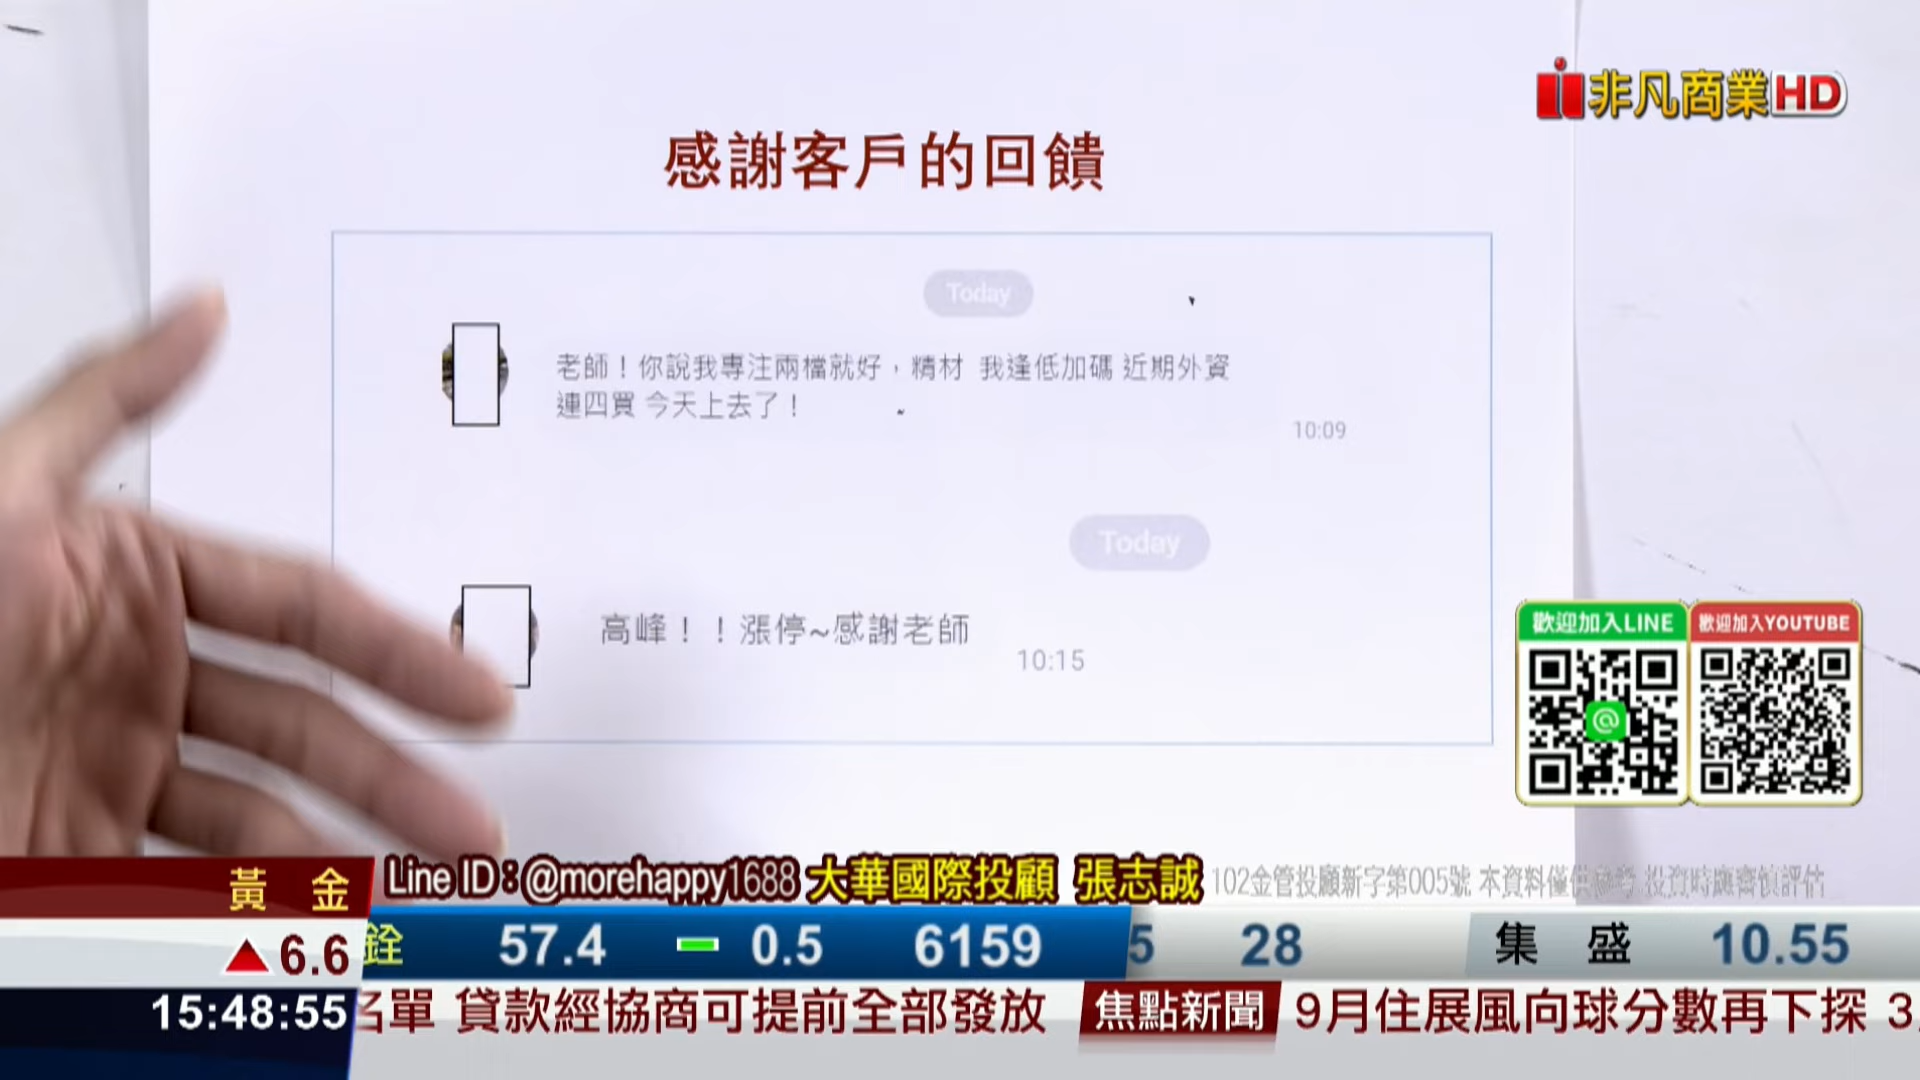 非凡商業HD
感謝客戶的回饋
Today
老師！你說我專注兩檔就好，精材 我逢低加碼 近期外資
連四買 今天上去了！
10:09
Today
高峰！！漲停~感謝老師
10:15
歡迎加入LINE
歡迎加入YOUTUBE
黃金
Line ID：@morehappy1688 大華國際投顧 張志誠
102金管投顧新字第005號 本資料僅供參考 投資時應審慎評估
▲6.6
銓 57.4 0.5 6159
5 28 集盛 10.55
15:48:55
名單 貸款經協商可提前全部發放 焦點新聞 9月住展風向球分數再下探 3